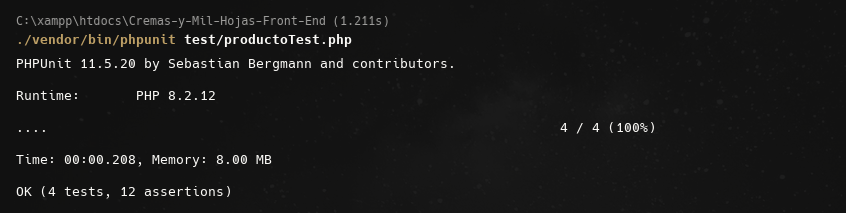 C:\xampp\htdocs\Cremas-y-Mil-Hojas-Front-End (1.211s)
./vendor/bin/phpunit test/productoTest.php
PHPUnit 11.5.20 by Sebastian Bergmann and contributors.
Runtime:       PHP 8.2.12
....                                                                4 / 4 (100%)
Time: 00:00.208, Memory: 8.00 MB
OK (4 tests, 12 assertions)